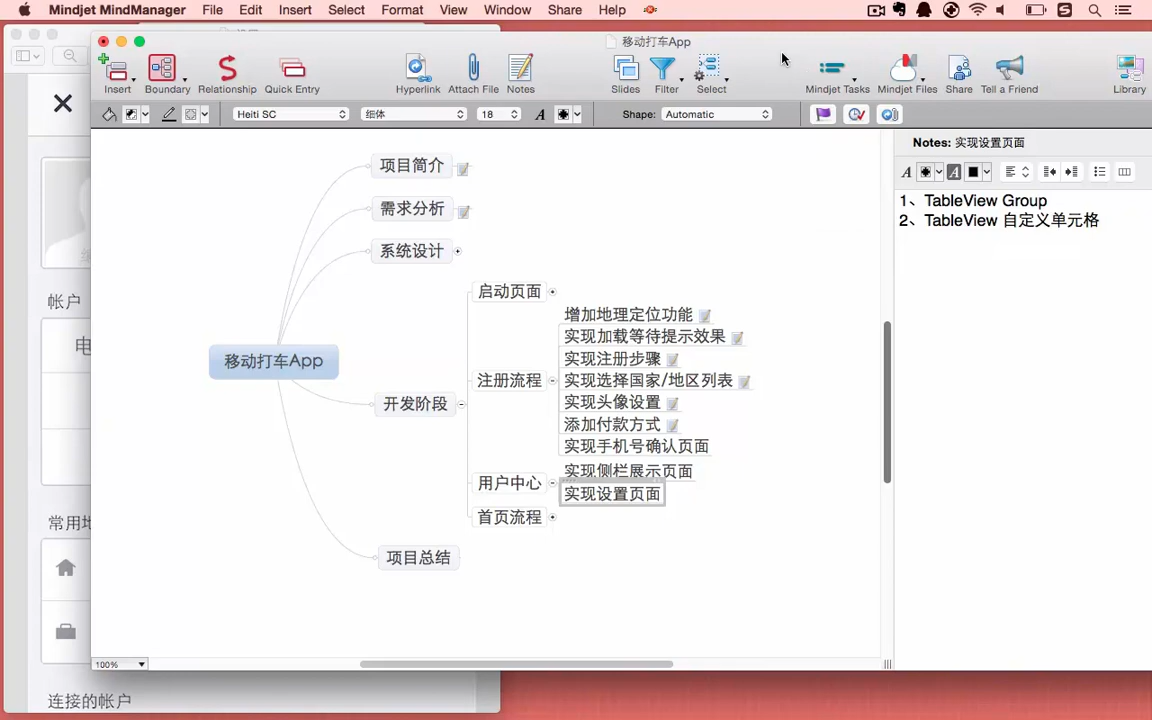 Mindjet MindManager File Edit Insert Select Format View Window Share Help
移动打车App
Insert Boundary Relationship Quick Entry Hyperlink Attach File Notes Slides Filter Select Mindjet Tasks Mindjet Files Share Tell a Friend Library
Heiti SC 细体 18 A Shape: Automatic
Notes: 实现设置页面
1、TableView Group
2、TableView 自定义单元格
项目简介
需求分析
系统设计
启动页面
增加地理定位功能
实现加载等待提示效果
实现注册步骤
移动打车App
注册流程
实现选择国家/地区列表
开发阶段
实现头像设置
添加付款方式
实现手机号确认页面
实现侧栏展示页面
用户中心
实现设置页面
首页流程
项目总结
帐户
电
常用地
连接的帐户
100%